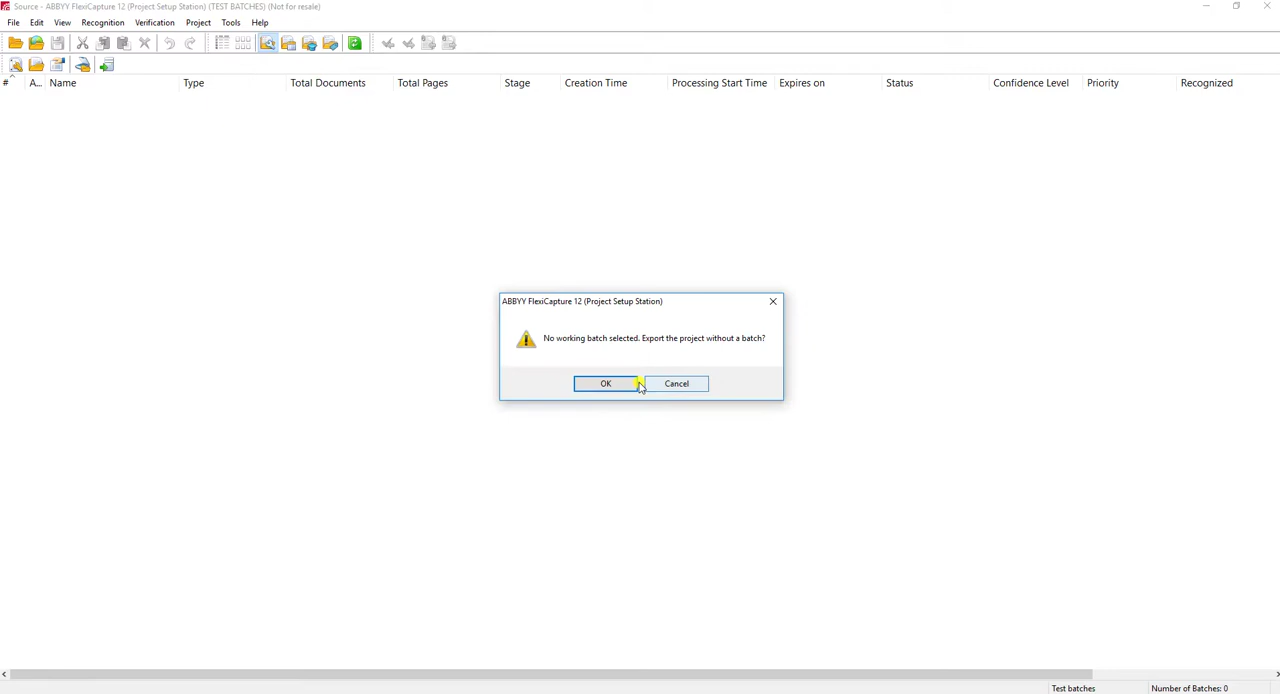 Source - ABBYY FlexiCapture 12 (Project Setup Station) (TEST BATCHES) (Not for resale)
File Edit View Recognition Verification Project Tools Help
# A... Name Type Total Documents Total Pages Stage Creation Time Processing Start Time Expires on Status Confidence Level Priority Recognized
ABBYY FlexiCapture 12 (Project Setup Station)
No working batch selected. Export the project without a batch?
OK Cancel
Test batches Number of Batches: 0